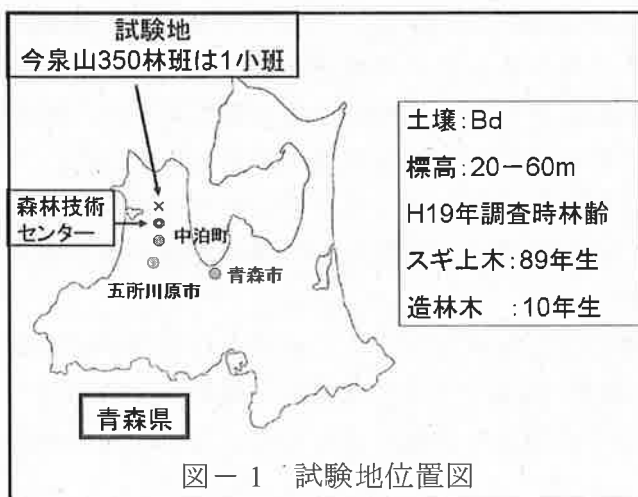 試験地
今泉山350林班は1小班
森林技術
センター
中泊町
青森市
五所川原市
青森県
土壌:Bd
標高:20-60m
H19年調査時林齢
スギ上木:89年生
造林木 :10年生
図-1 試験地位置図